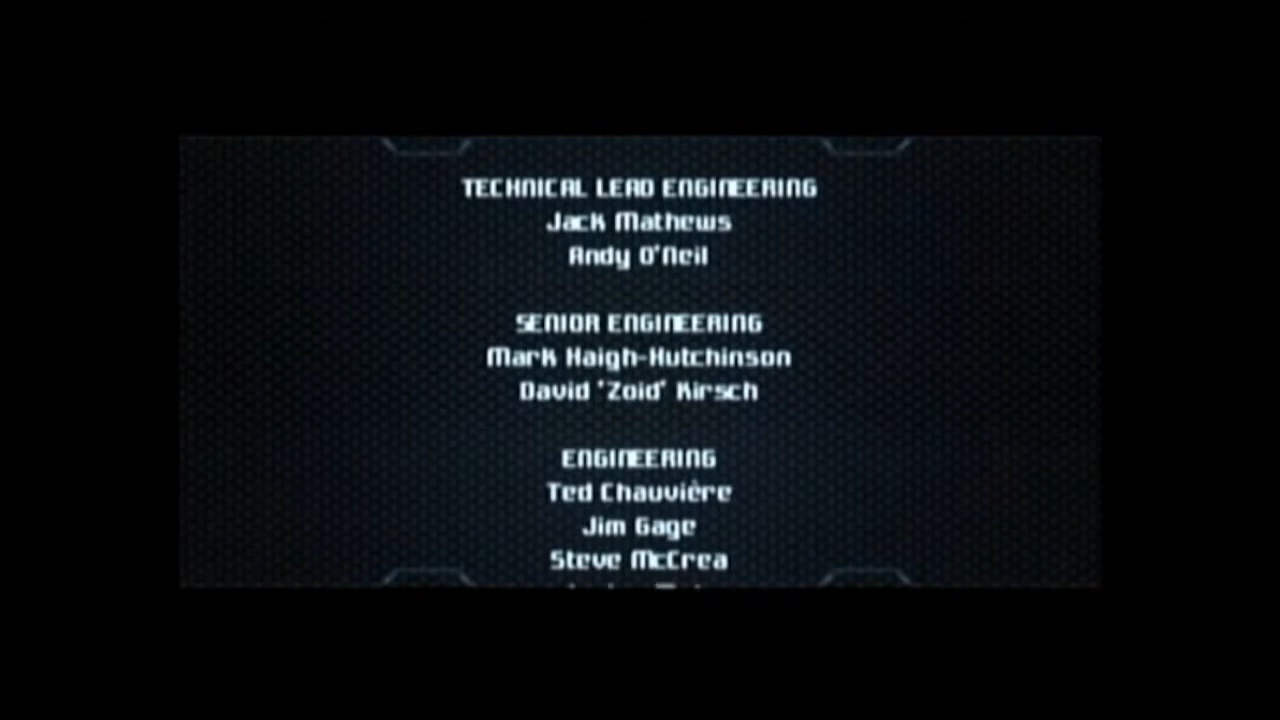 TECHNICAL LEAD ENGINEERING
Jack Mathews
Andy O'Neil
SENIOR ENGINEERING
Mark Haigh-Hutchinson
David 'Zoid' Kirsch
ENGINEERING
Ted Chauvière
Jim Gage
Steve McCrea